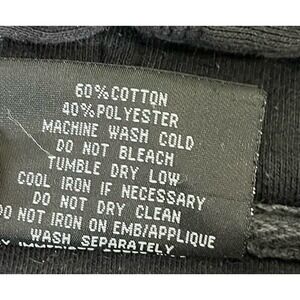 60%COTTON
40%POLYESTER
MACHINE WASH COLD
DO NOT BLEACH
TUMBLE DRY LOW
COOL IRON IF NECESSARY
DO NOT DRY CLEAN
DO NOT IRON ON EMB/APPLIQUE
WASH SEPARATELY